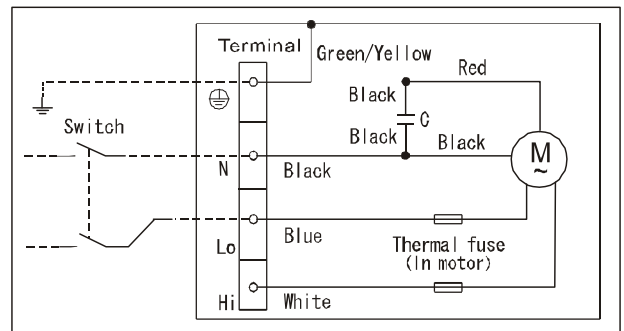 Terminal
Green/Yellow
Red
Black
C
Black
Black
Switch
N
Black
M
~
Lo
Blue
Thermal fuse
(In motor)
Hi
White